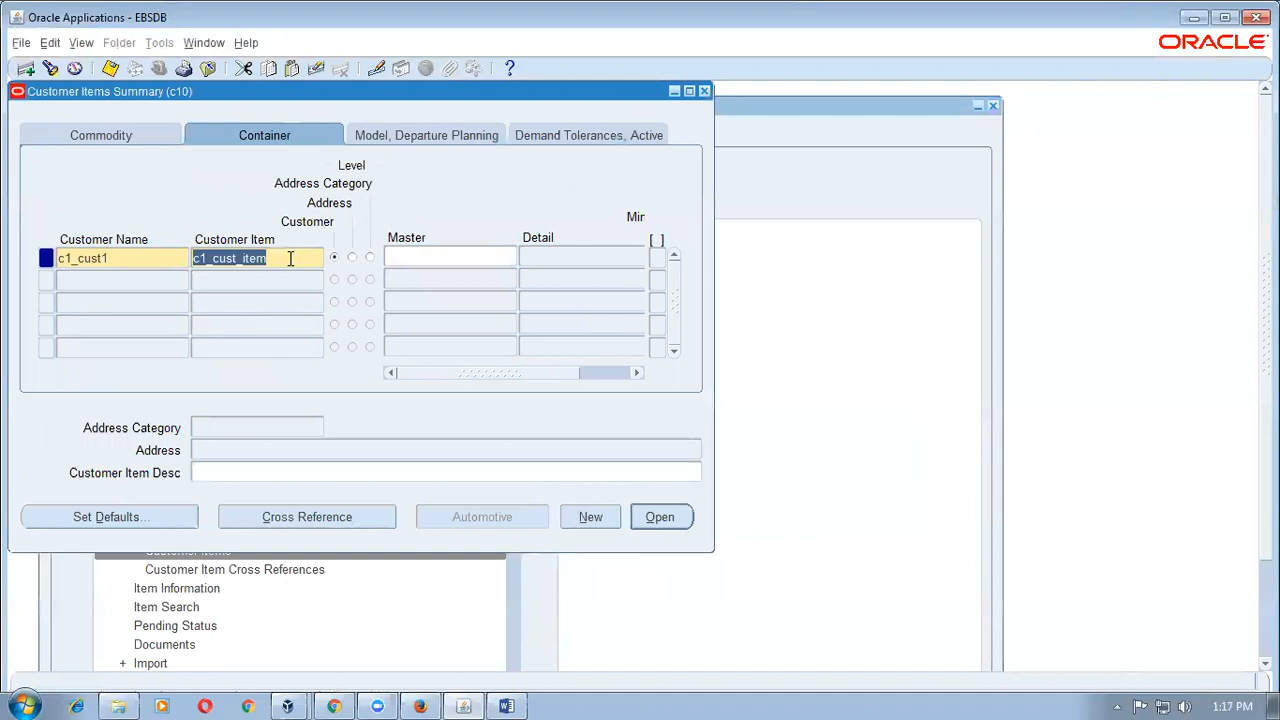 Oracle Applications - EBSDB
File Edit View Folder Tools Window Help
ORACLE
Customer Items Summary (c10)
Commodity Container Model, Departure Planning Demand Tolerances, Active
Level
Address Category
Address
Customer
Min
Customer Name Customer Item Master Detail [ ]
c1_cust1 c1_cust_item
Address Category
Address
Customer Item Desc
Set Defaults... Cross Reference Automotive New Open
Customer Items
Customer Item Cross References
Item Information
Item Search
Pending Status
Documents
+ Import
1:17 PM